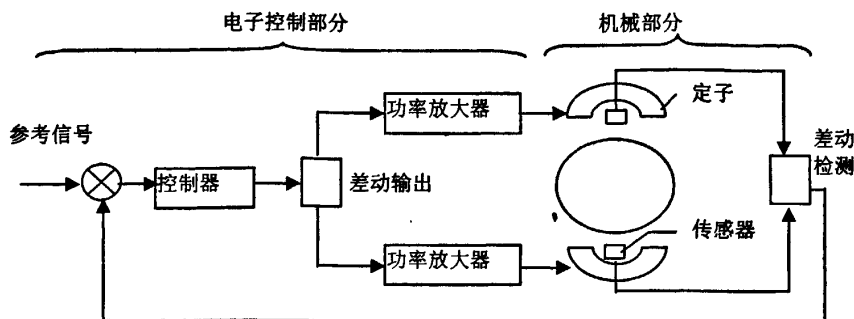 电子控制部分
机械部分
功率放大器
定子
参考信号
差动
检测
控制器
差动输出
传感器
功率放大器